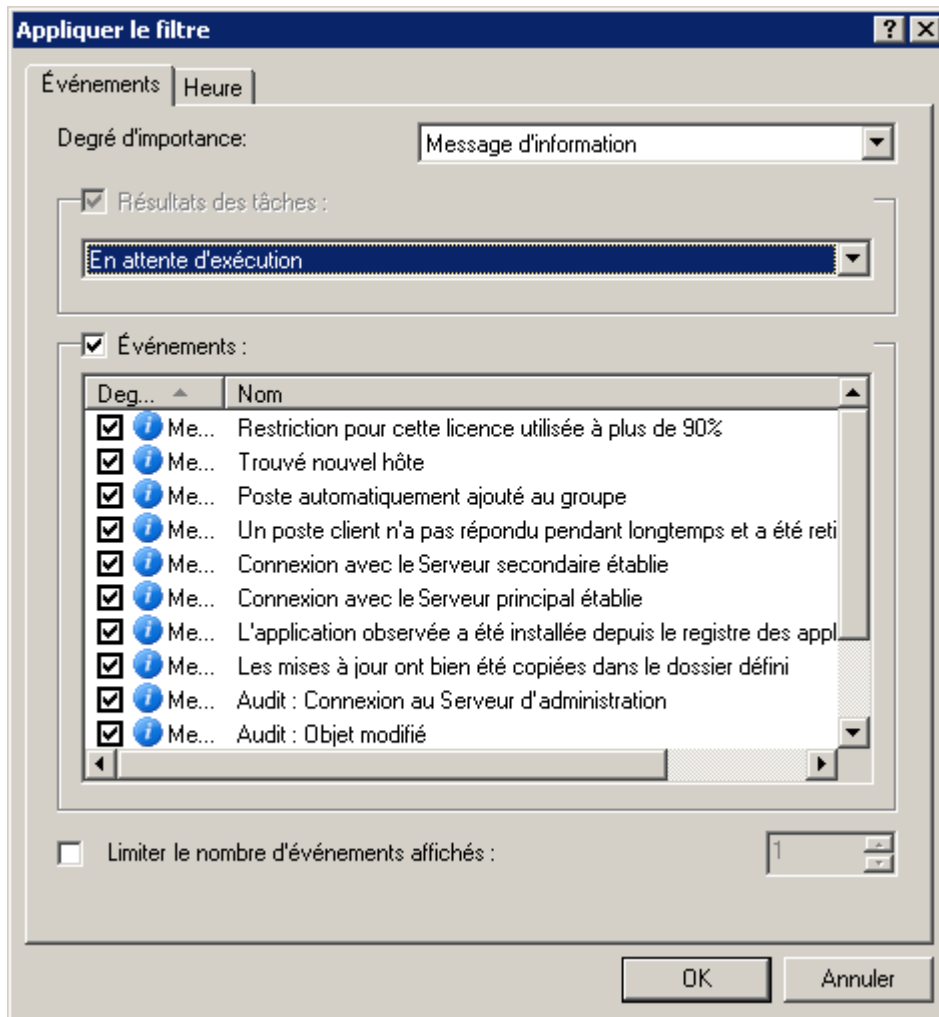 Appliquer le filtre
Événements
Heure
Degré d'importance:
Message d'information
Résultats des tâches :
En attente d'exécution
Événements :
Deg... Nom
Me... Restriction pour cette licence utilisée à plus de 90%
Me... Trouvé nouvel hôte
Me... Poste automatiquement ajouté au groupe
Me... Un poste client n'a pas répondu pendant longtemps et a été reti
Me... Connexion avec le Serveur secondaire établie
Me... Connexion avec le Serveur principal établie
Me... L'application observée a été installée depuis le registre des appl
Me... Les mises à jour ont bien été copiées dans le dossier défini
Me... Audit : Connexion au Serveur d'administration
Me... Audit : Objet modifié
Limiter le nombre d'événements affichés :
1
OK
Annuler